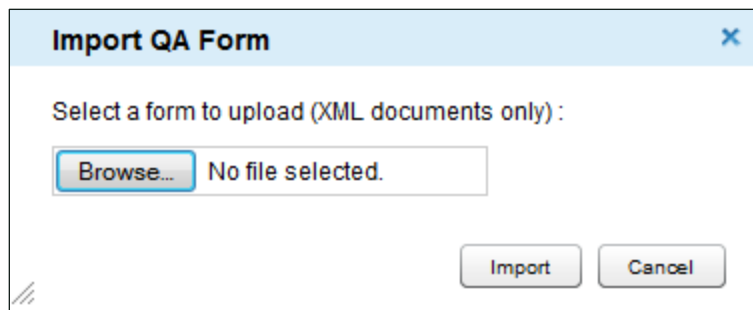 Import QA Form
Select a form to upload (XML documents only) :
Browse... No file selected.
Import Cancel